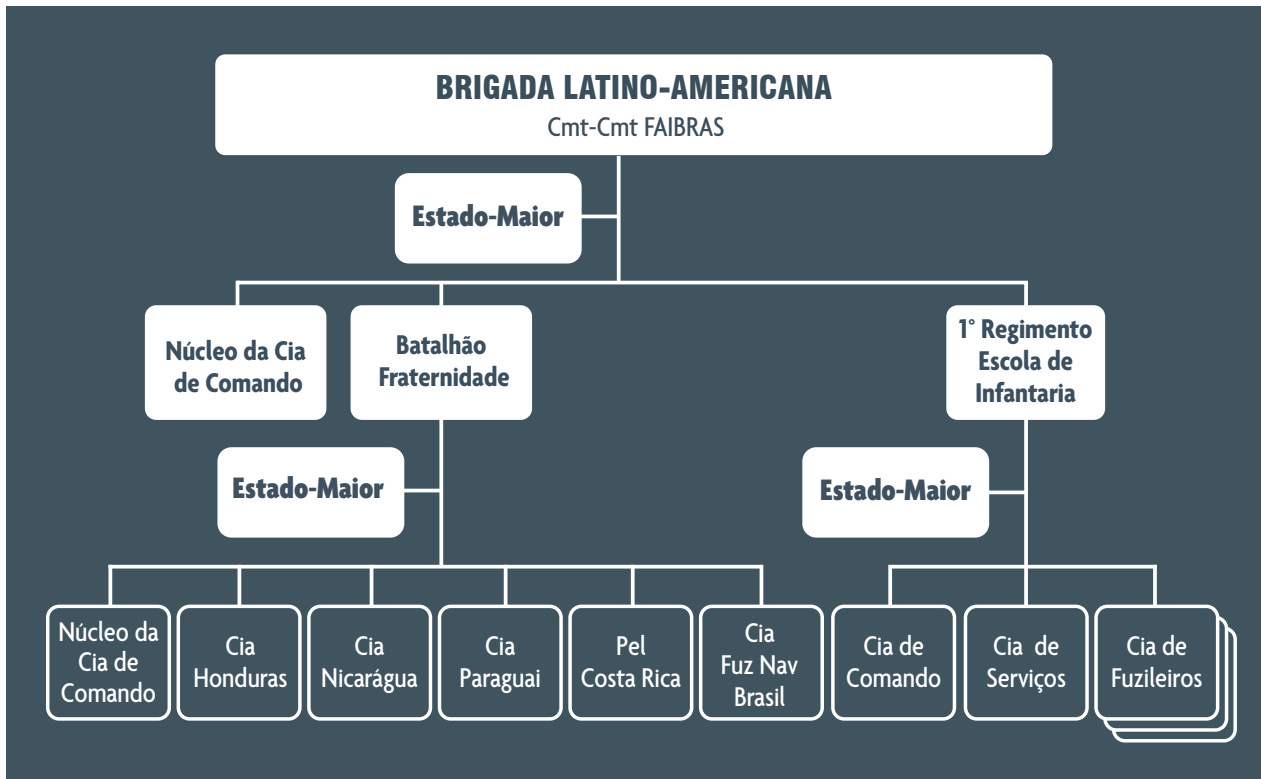 BRIGADA LATINO-AMERICANA
Cmt-Cmt FAIBRAS
Estado-Maior
Núcleo da Cia
de Comando
Batalhão
Fraternidade
1° Regimento
Escola de
Infantaria
Estado-Maior
Estado-Maior
Núcleo da
Cia de
Comando
Cia
Honduras
Cia
Nicarágua
Cia
Paraguai
Pel
Costa Rica
Cia
Fuz Nav
Brasil
Cia de
Comando
Cia de
Serviços
Cia de
Fuzileiros